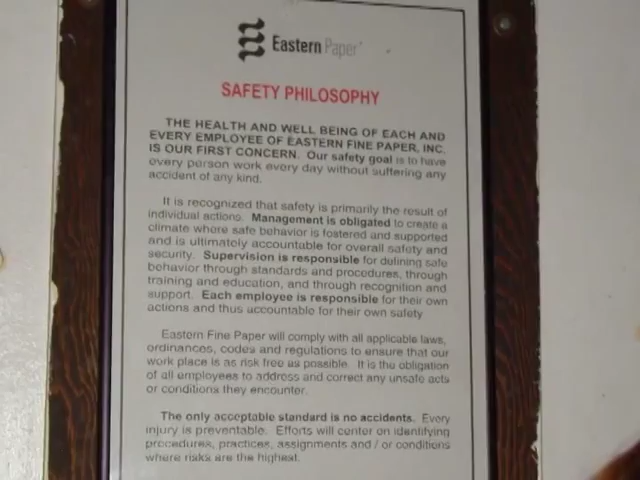 Eastern Paper
SAFETY PHILOSOPHY
THE HEALTH AND WELL BEING OF EACH AND
EVERY EMPLOYEE OF EASTERN FINE PAPER, INC.
IS OUR FIRST CONCERN. Our safety goal is to have
every person work every day without suffering any
accident of any kind.
It is recognized that safety is primarily the result of
individual actions. Management is obligated to create a
climate where safe behavior is fostered and supported
and is ultimately accountable for overall safety and
security. Supervision is responsible for defining safe
behavior through standards and procedures, through
training and education, and through recognition and
support. Each employee is responsible for their own
actions and thus accountable for their own safety
Eastern Fine Paper will comply with all applicable laws,
ordinances, codes and regulations to ensure that our
work place is as risk free as possible. It is the obligation
of all employees to address and correct any unsafe acts
or conditions they encounter.
The only acceptable standard is no accidents. Every
injury is preventable. Efforts will center on identifying
procedures, practices, assignments and / or conditions
where risks are the highest.